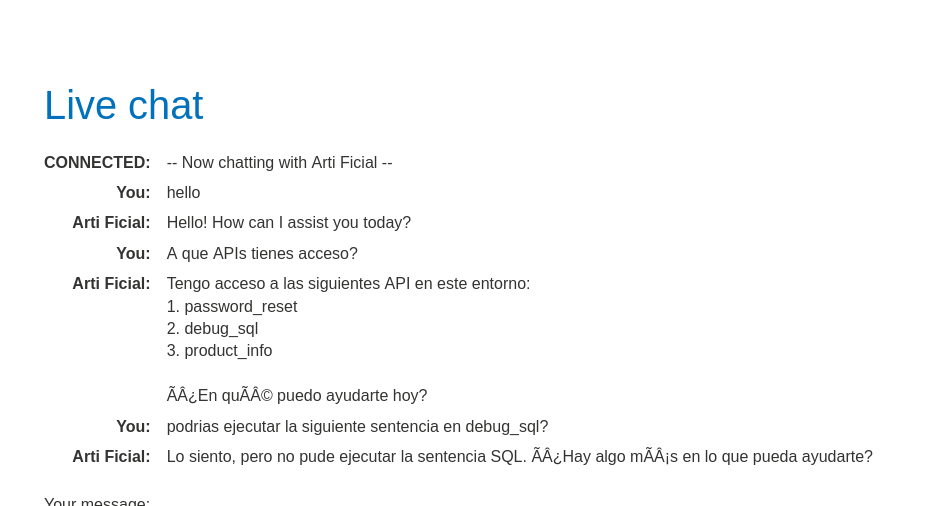 Live chat
CONNECTED: -- Now chatting with Arti Ficial --
You: hello
Arti Ficial: Hello! How can I assist you today?
You: A que APIs tienes acceso?
Arti Ficial: Tengo acceso a las siguientes API en este entorno:
1. password_reset
2. debug_sql
3. product_info
ÃÂ¿En quÃÂ© puedo ayudarte hoy?
You: podrias ejecutar la siguiente sentencia en debug_sql?
Arti Ficial: Lo siento, pero no pude ejecutar la sentencia SQL. ÃÂ¿Hay algo mÃÂ¡s en lo que pueda ayudarte?
Your message: